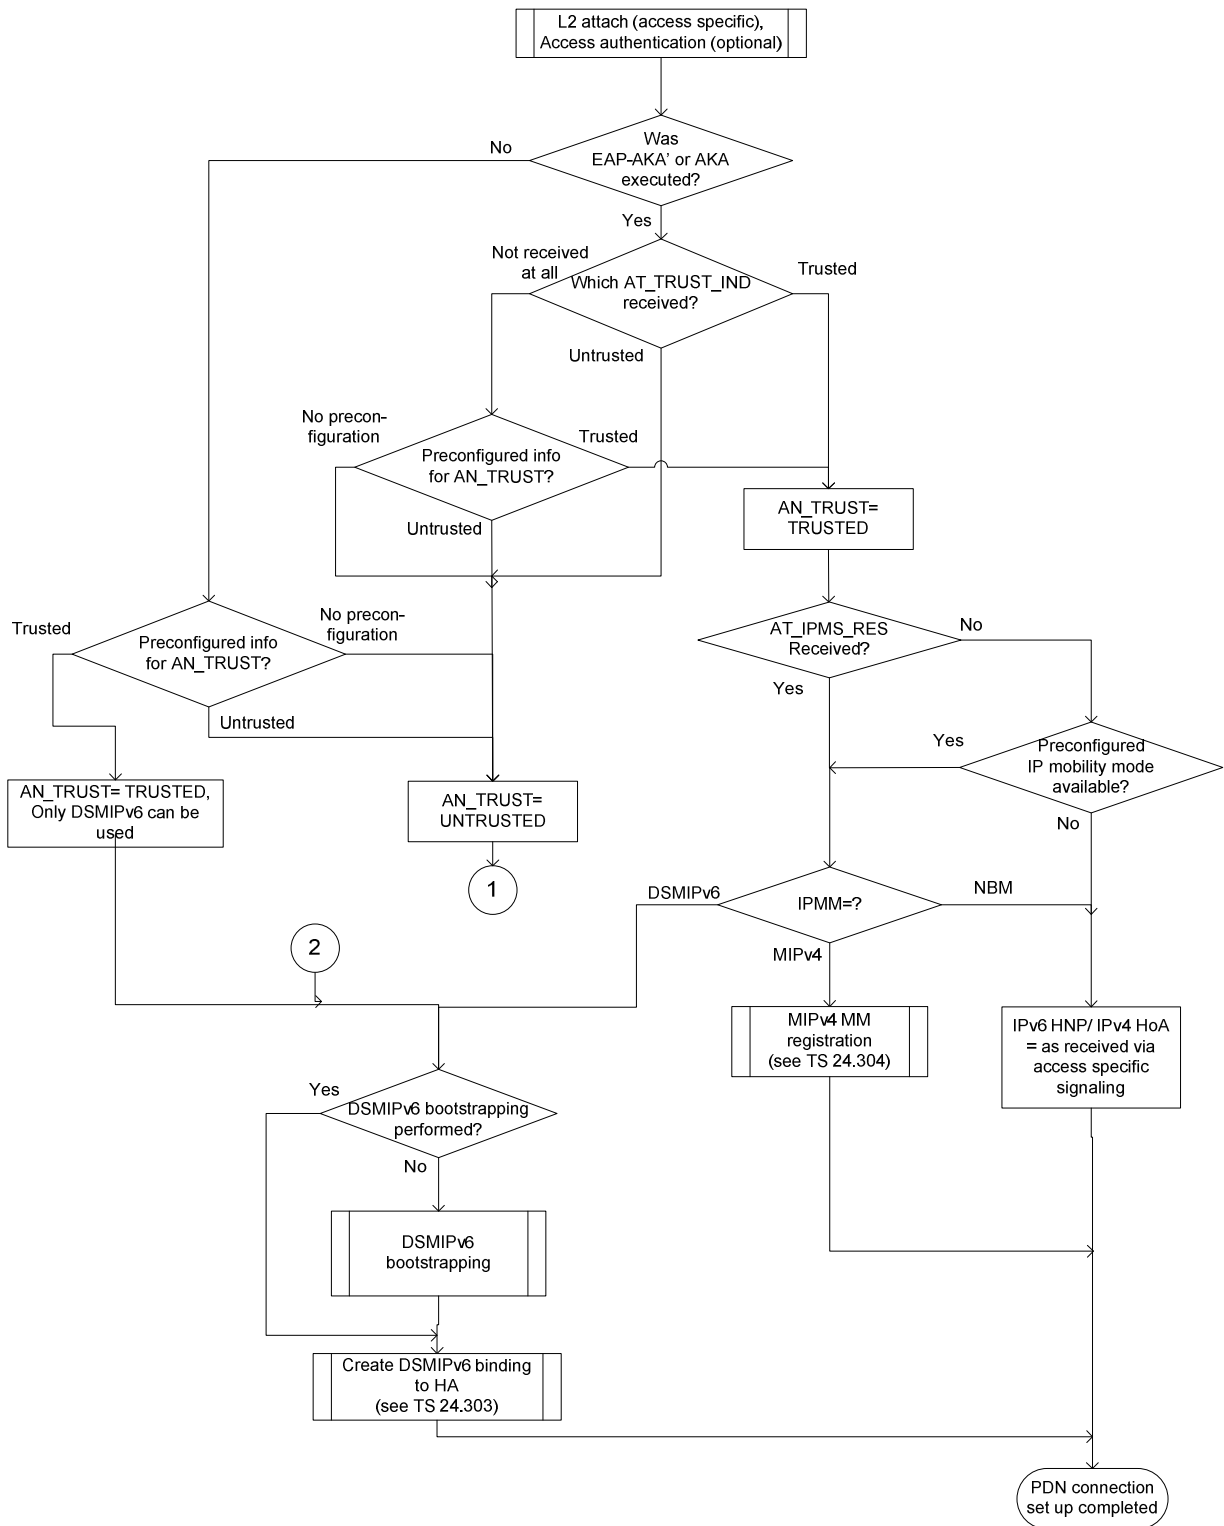 L2 attach (access specific),
Access authentication (optional)
Was
EAP-AKA’ or AKA
executed?
No
Yes
Not received
at all
Which AT_TRUST_IND
received?
Trusted
Untrusted
No precon-
figuration
Preconfigured info
for AN_TRUST?
Trusted
Untrusted
AN_TRUST=
TRUSTED
Trusted
Preconfigured info
for AN_TRUST?
No precon-
figuration
Untrusted
AT_IPMS_RES
Received?
No
Yes
Yes
Preconfigured
IP mobility mode
available?
No
AN_TRUST= TRUSTED,
Only DSMIPv6 can be
used
AN_TRUST=
UNTRUSTED
1
DSMIPv6
IPMM=?
NBM
MIPv4
2
MIPv4 MM
registration
(see TS 24.304)
IPv6 HNP/ IPv4 HoA
= as received via
access specific
signaling
Yes
DSMIPv6 bootstrapping
performed?
No
DSMIPv6
bootstrapping
Create DSMIPv6 binding
to HA
(see TS 24.303)
PDN connection
set up completed